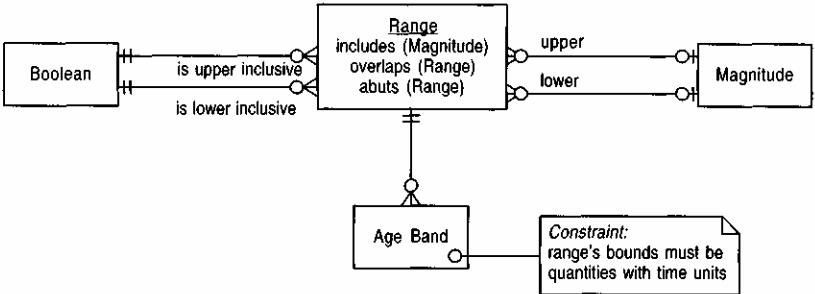 Range
includes (Magnitude)
overlaps (Range)
abuts (Range)
Boolean
is upper inclusive
is lower inclusive
upper
lower
Magnitude
Age Band
Constraint:
range's bounds must be
quantities with time units